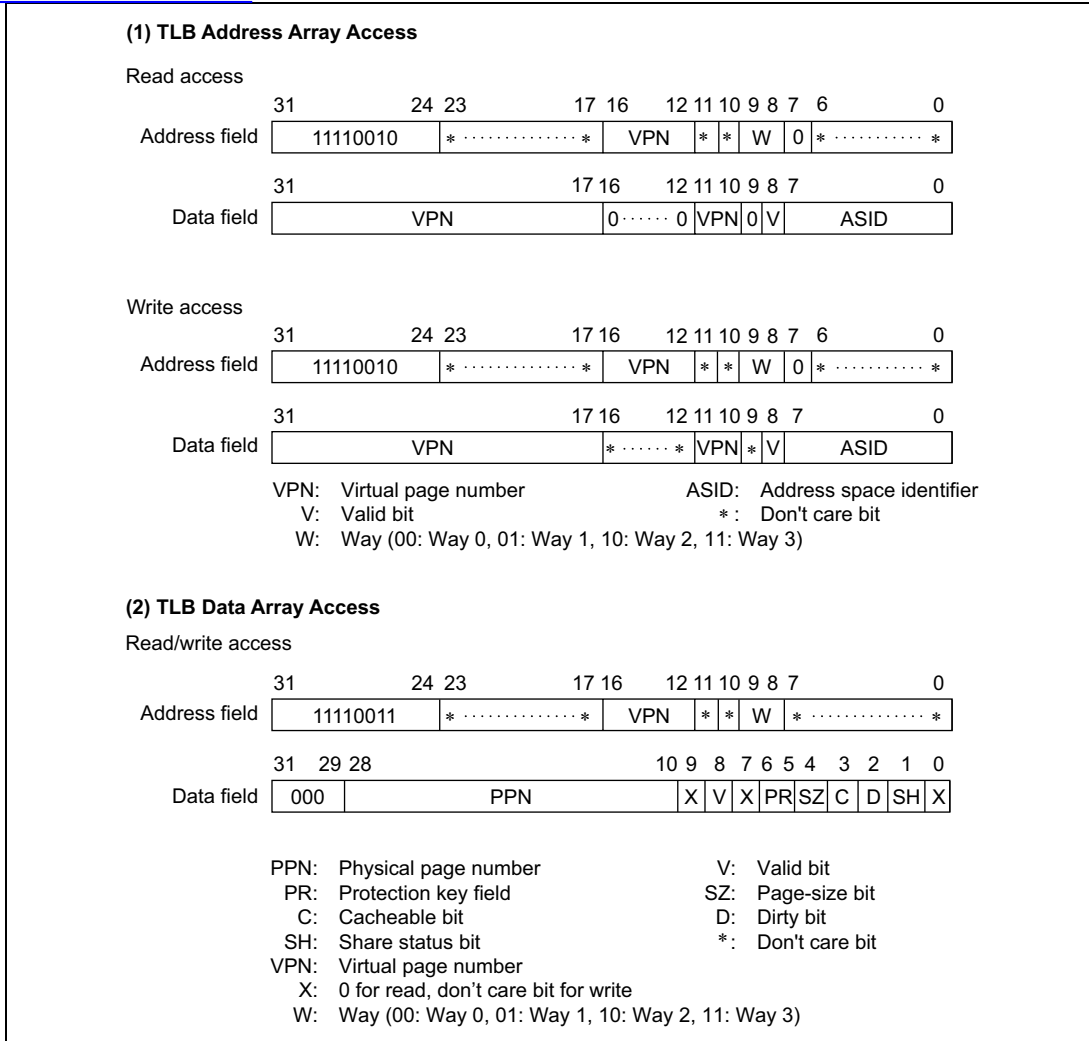 (1) TLB Address Array Access
Read access
31 24 23 17 16 12 11 10 9 8 7 6 0
Address field 11110010 * ·············· * VPN * * W 0 * ··········· *
31 17 16 12 11 10 9 8 7 0
Data field VPN 0 ······ 0 VPN 0 V ASID
Write access
31 24 23 17 16 12 11 10 9 8 7 6 0
Address field 11110010 * ·············· * VPN * * W 0 * ··········· *
31 17 16 12 11 10 9 8 7 0
Data field VPN * ······ * VPN * V ASID
VPN: Virtual page number ASID: Address space identifier
V: Valid bit *: Don't care bit
W: Way (00: Way 0, 01: Way 1, 10: Way 2, 11: Way 3)
(2) TLB Data Array Access
Read/write access
31 24 23 17 16 12 11 10 9 8 7 0
Address field 11110011 * ·············· * VPN * * W * ·············· *
31 29 28 10 9 8 7 6 5 4 3 2 1 0
Data field 000 PPN X V X PR SZ C D SH X
PPN: Physical page number V: Valid bit
PR: Protection key field SZ: Page-size bit
C: Cacheable bit D: Dirty bit
SH: Share status bit *: Don't care bit
VPN: Virtual page number
X: 0 for read, don't care bit for write
W: Way (00: Way 0, 01: Way 1, 10: Way 2, 11: Way 3)